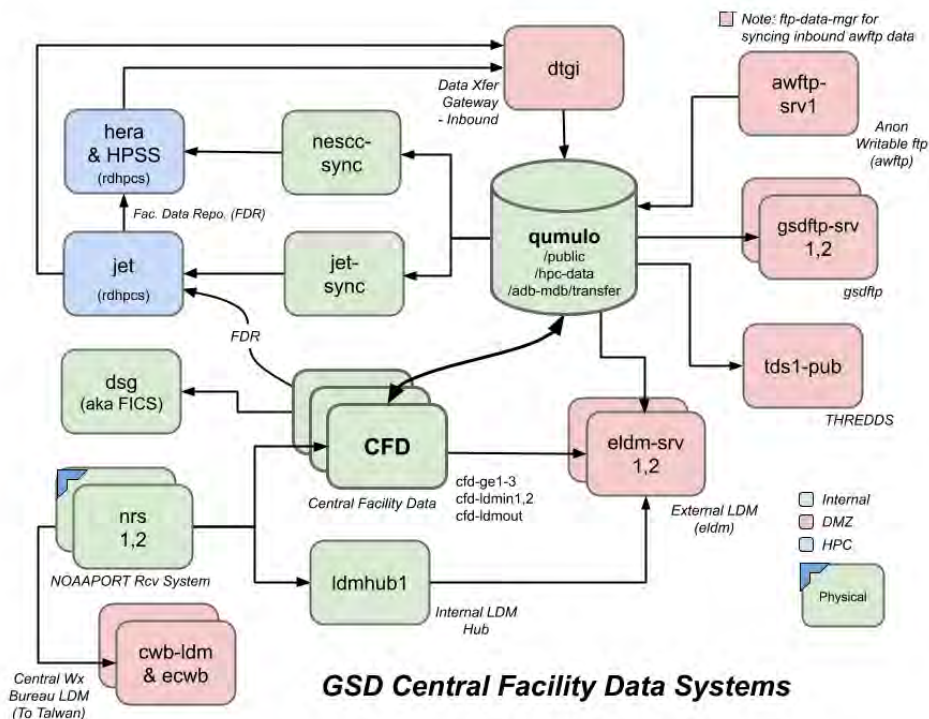 Note: ftp-data-mgr for
syncing inbound awftp data
dtgi
Data Xfer
Gateway
- Inbound
awftp-
srv1
Anon
Writable ftp
(awftp)
hera
& HPSS
(rdhpcs)
nescc-
sync
Fac. Data Repo. (FDR)
qumulo
/public
/hpc-data
/adb-mdb/transfer
gsdftp-srv
1,2
gsdftp
jet
(rdhpcs)
jet-
sync
FDR
tds1-pub
THREDDS
dsg
(aka FICS)
CFD
Central Facility Data
cfd-ge1-3
cfd-ldmin1,2
cfd-ldmout
eldm-srv
1,2
External LDM
(eldm)
nrs
1,2
NOAAPORT Rcv System
ldmhub1
Internal LDM
Hub
Internal
DMZ
HPC
Physical
cwb-ldm
& ecwb
Central Wx
Bureau LDM
(To Talwan)
GSD Central Facility Data Systems